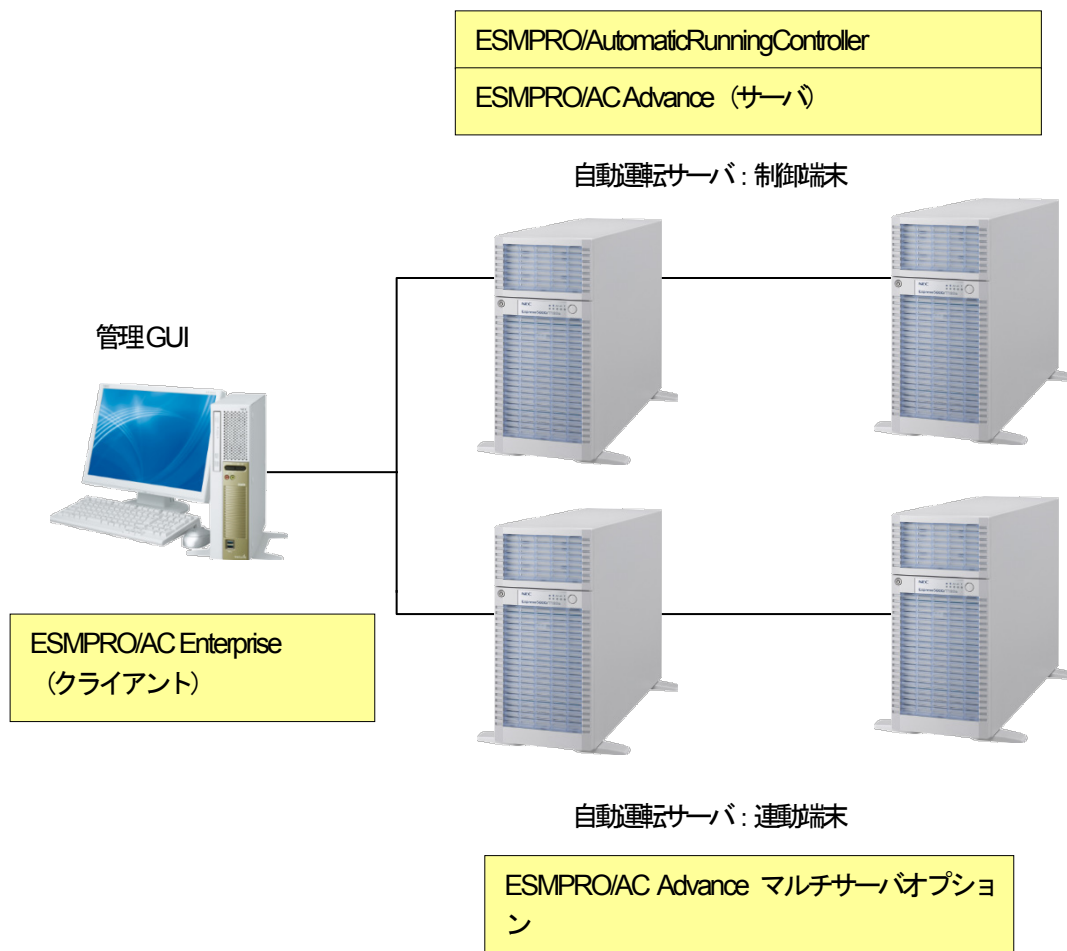 ESMPRO/AutomaticRunningController
ESMPRO/AC Advance（サーバ）
自動運転サーバ：制御端末
管理GUI
ESMPRO/AC Enterprise
（クライアント）
自動運転サーバ：連動端末
ESMPRO/AC Advance マルチサーバオプショ
ン